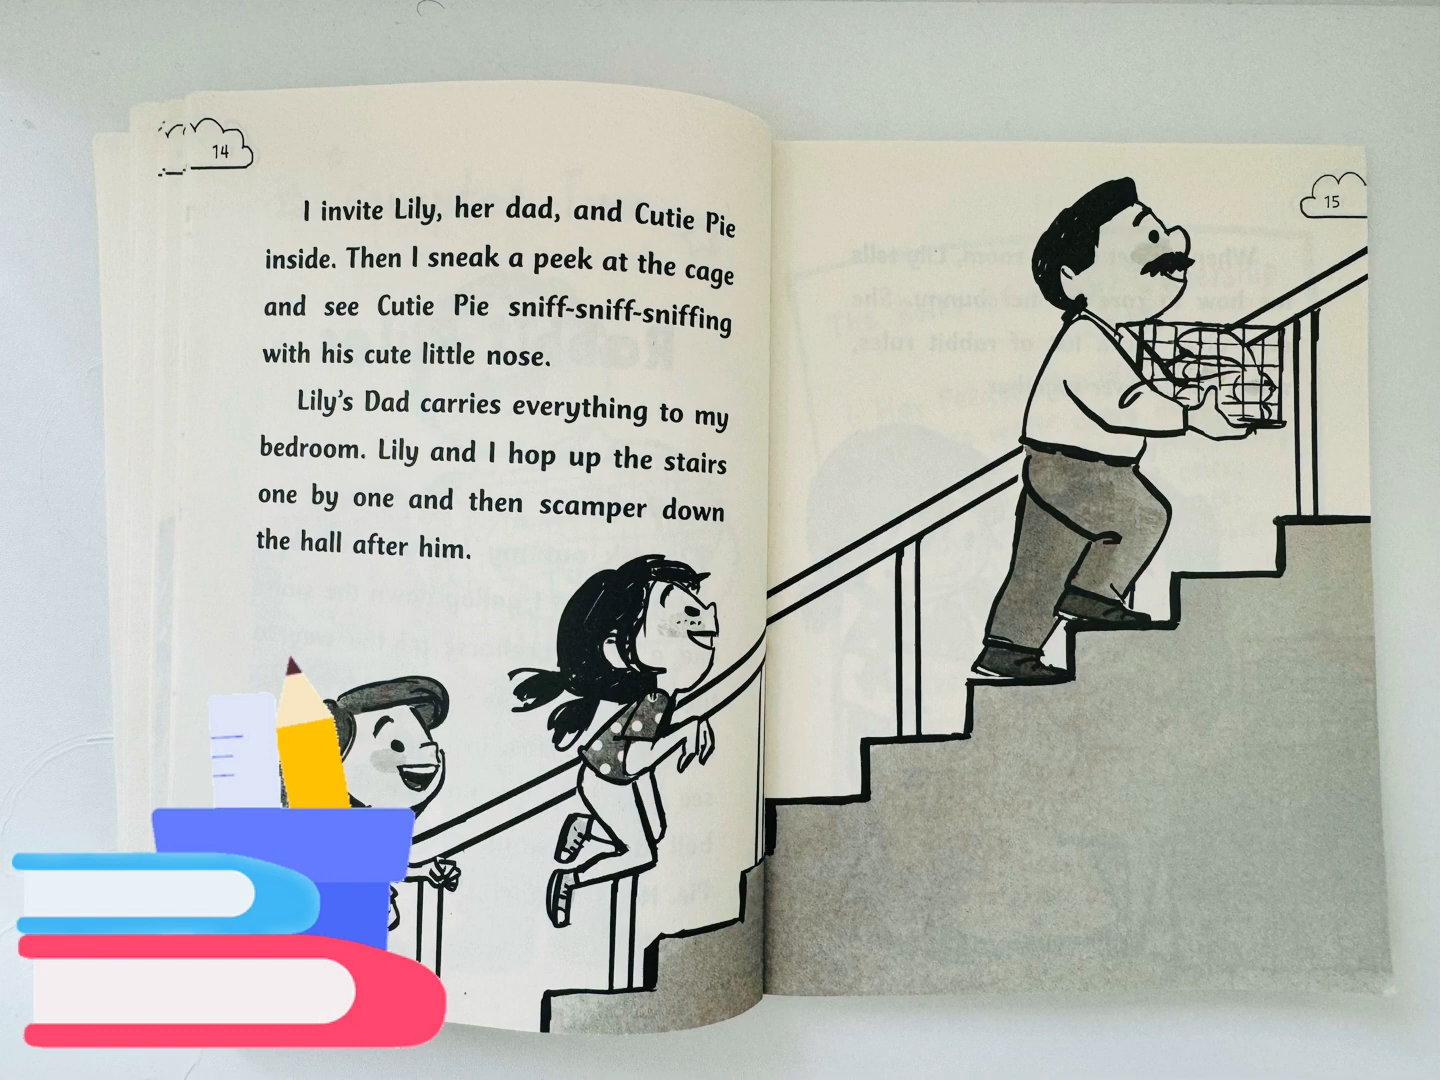 14
I invite Lily, her dad, and Cutie Pie
inside. Then I sneak a peek at the cage
and see Cutie Pie sniff-sniff-sniffing
with his cute little nose.
Lily's Dad carries everything to my
bedroom. Lily and I hop up the stairs
one by one and then scamper down
the hall after him.
15